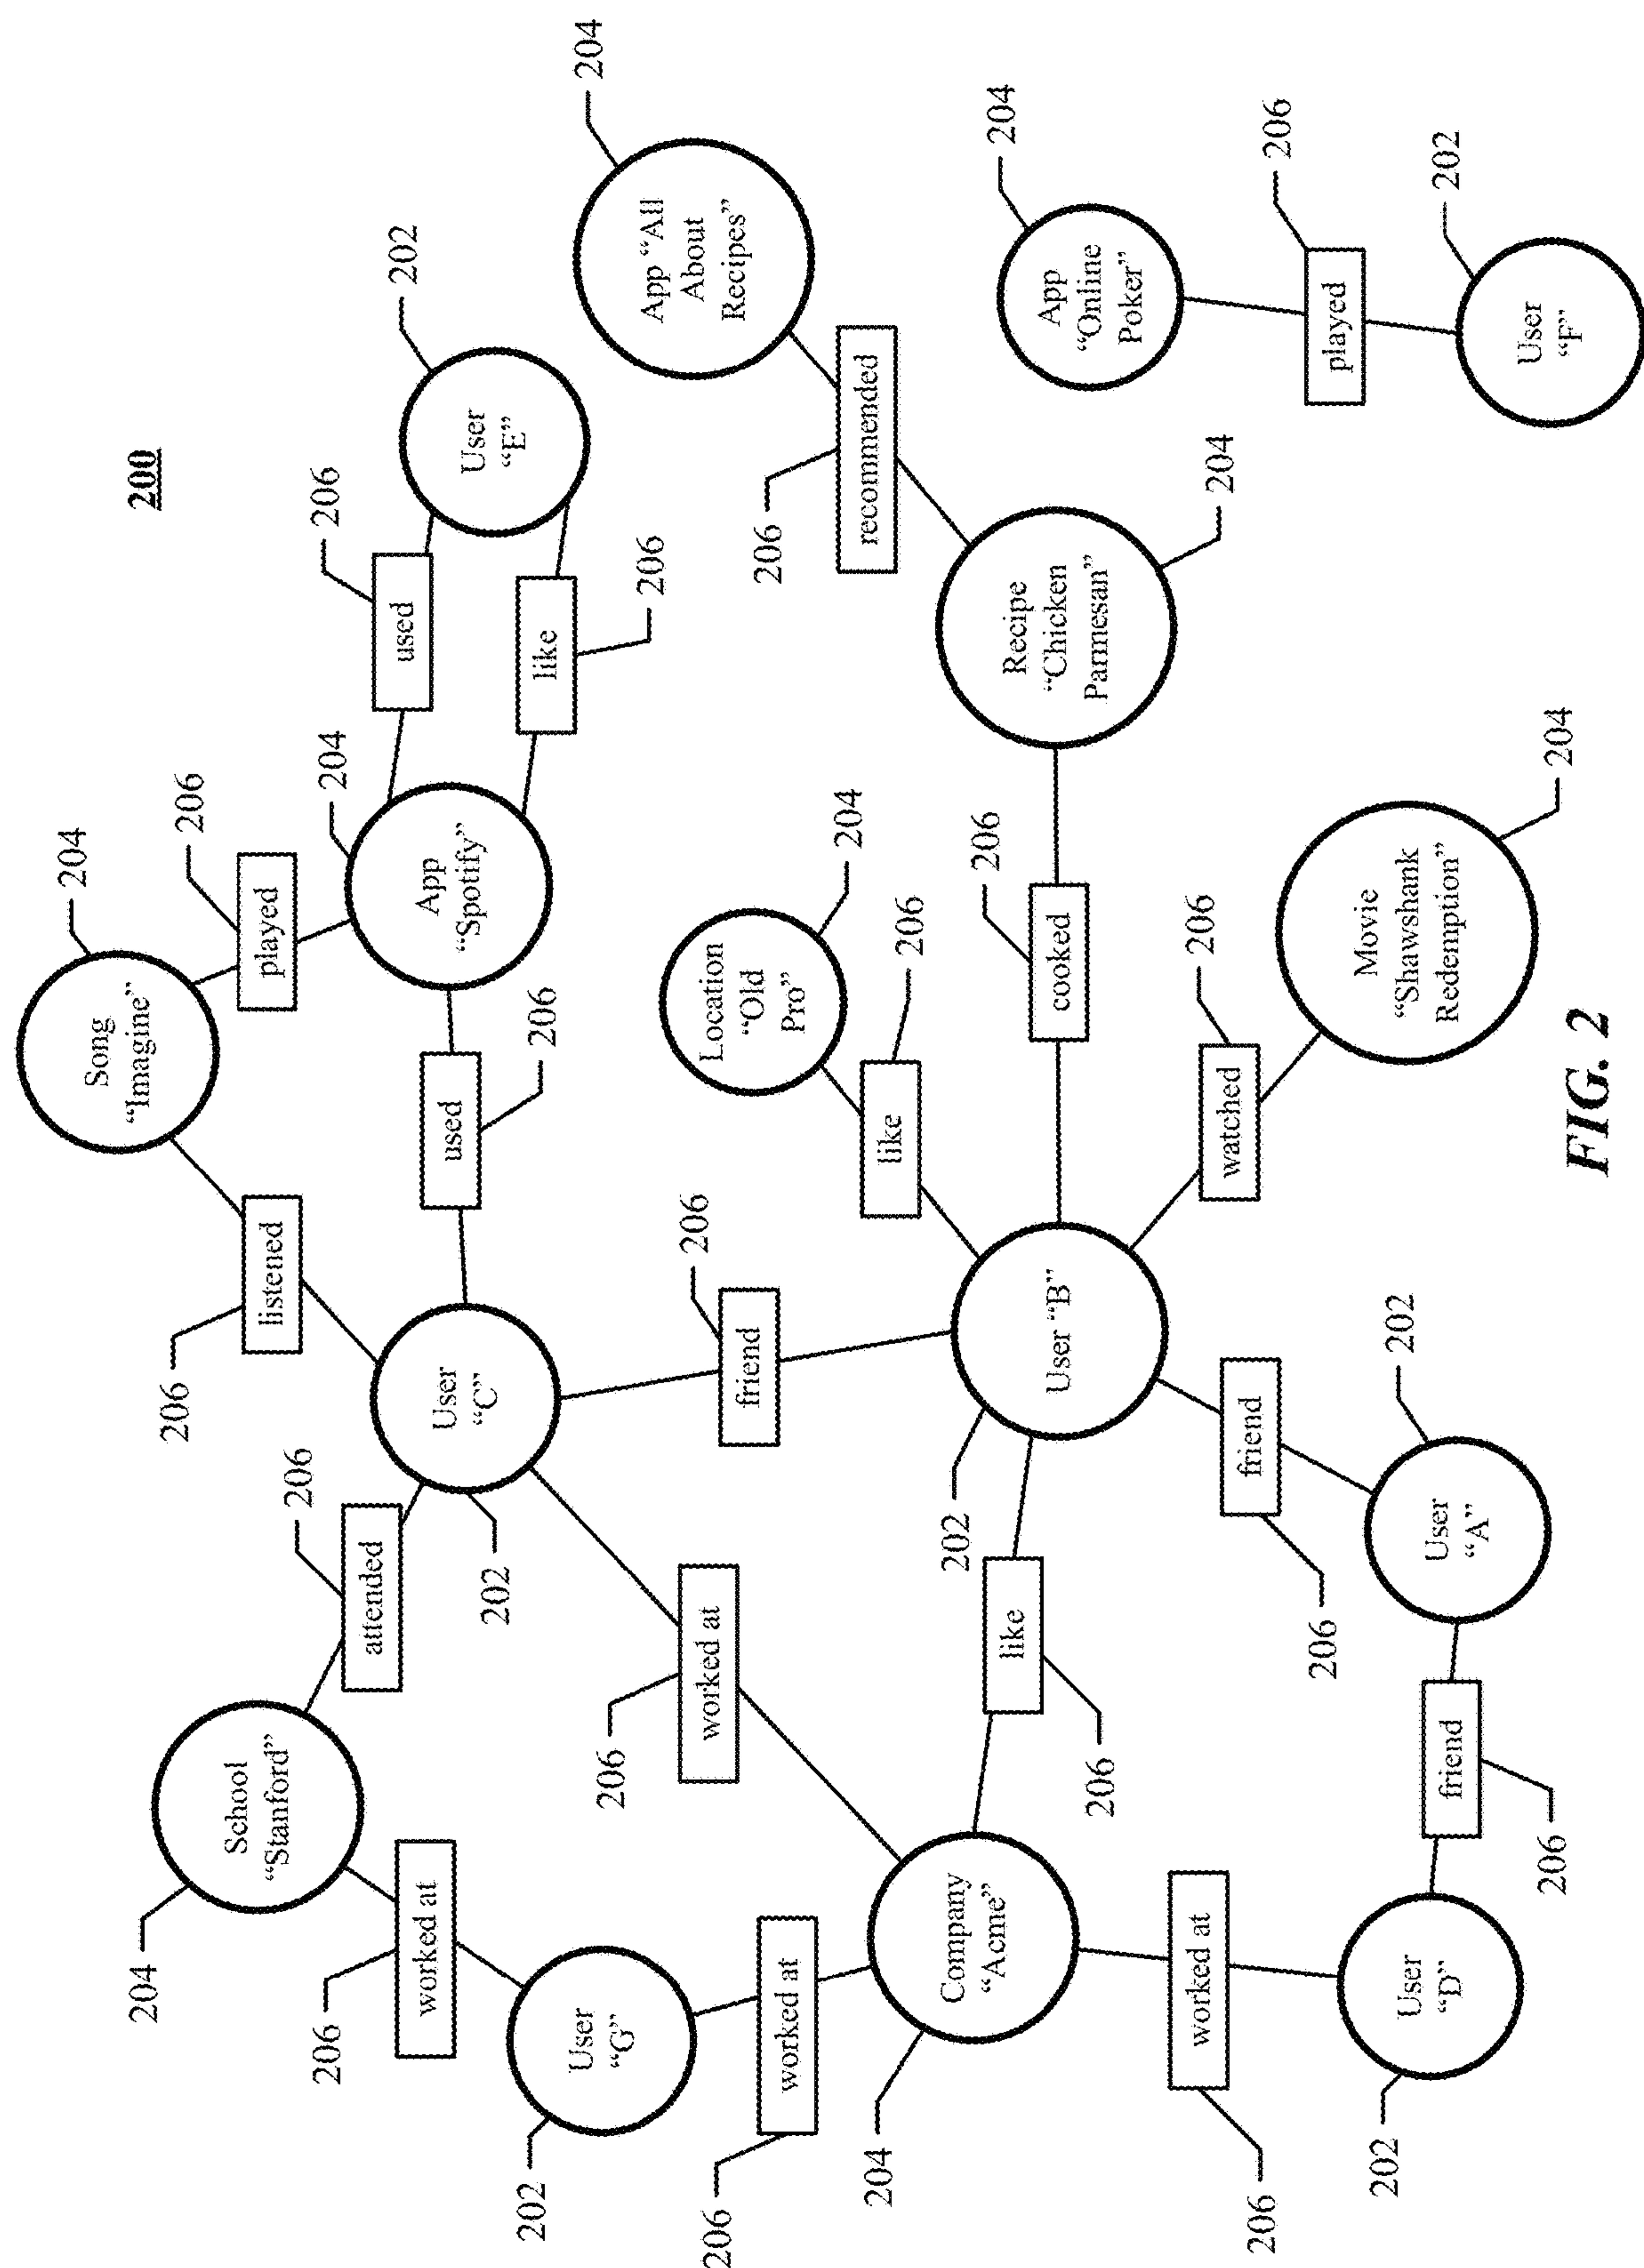 204
Song
“Imagine”
200
204
206
206
School
“Stanford”
listened
played
206
206
204
206
attended
202
used
worked at
User
“C”
used
App
“Spotify”
User
“E”
202
202
206
like
User
“G”
204
206
206
App “All
About
Recipes”
206
206
worked at
friend
Location
“Old
Pro”
206
worked at
204
recommended
204
like
206
202
Company
“Acme”
206
204
like
Recipe
“Chicken
Parmesan”
App
“Online
Poker”
User “B”
cooked
206
worked at
206
204
friend
watched
206
206
206
played
Movie
“Shawshank
Redemption”
202
202
User
“D”
User
“A”
202
friend
206
204
User
“F”
FIG. 2